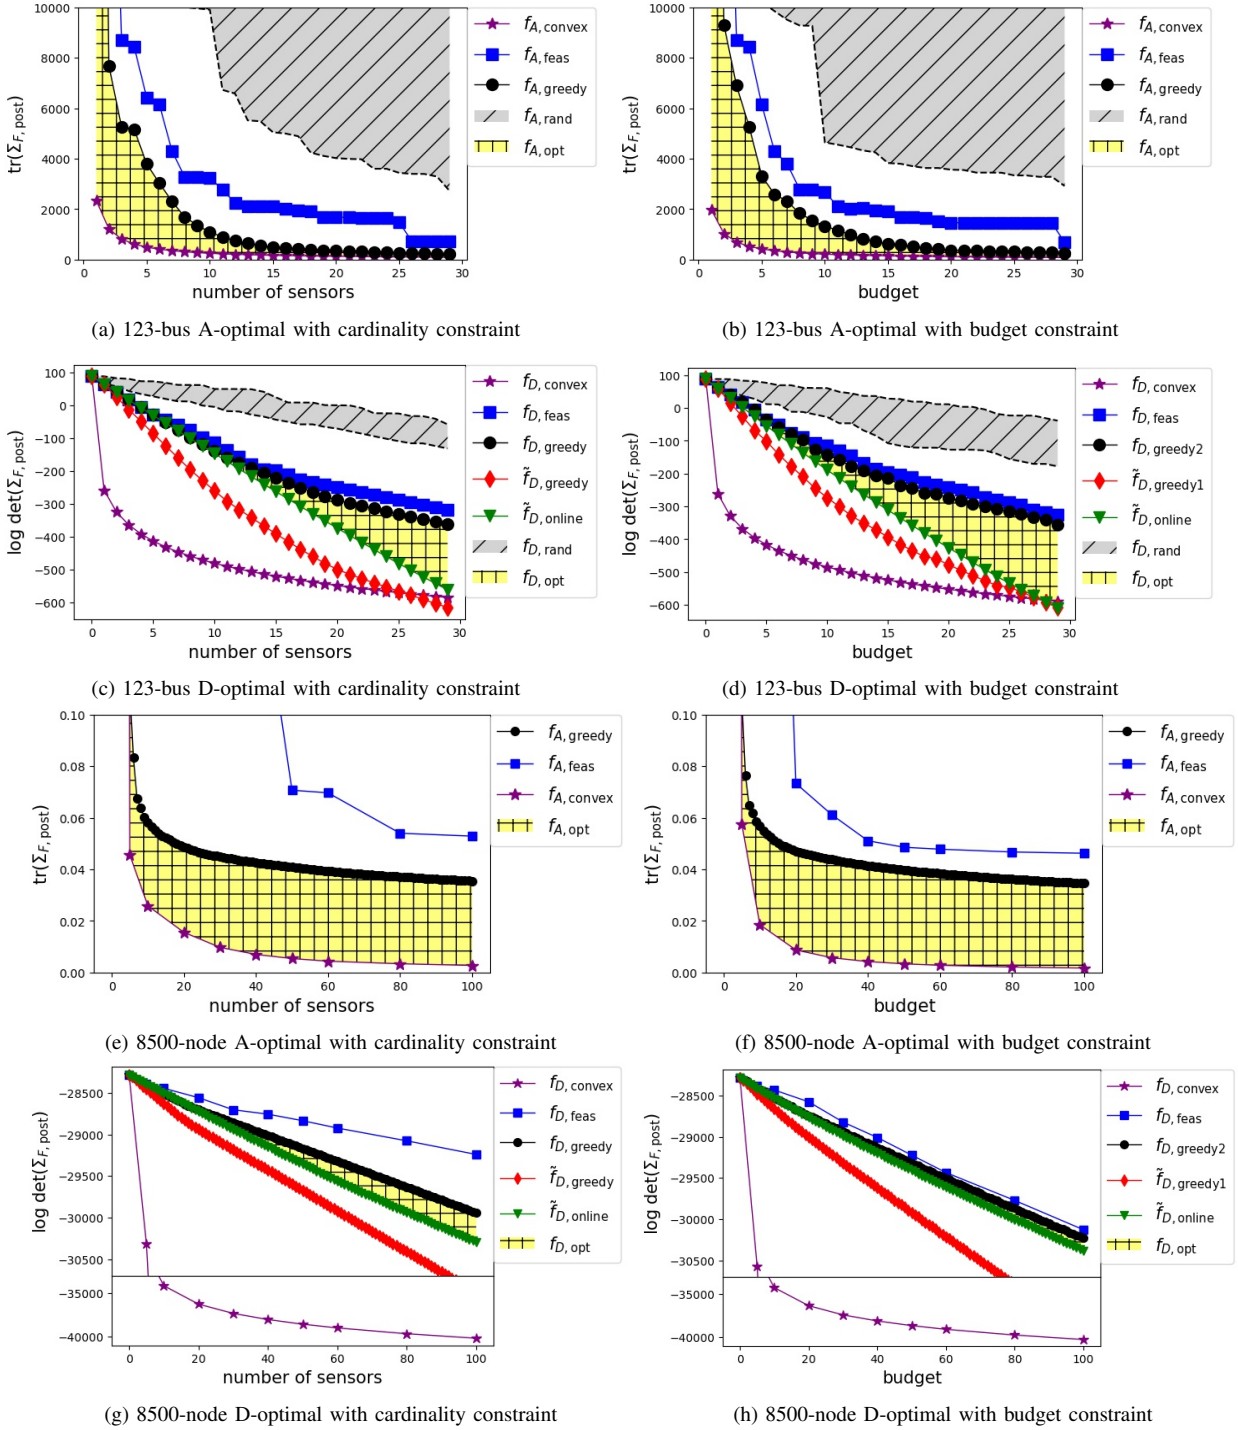 10000
8000
6000
4000
2000
0
tr(Σ_{F, post})
0 5 10 15 20 25 30
number of sensors
f_{A, convex}
f_{A, feas}
f_{A, greedy}
f_{A, rand}
f_{A, opt}
(a) 123-bus A-optimal with cardinality constraint
10000
8000
6000
4000
2000
0
tr(Σ_{F, post})
0 5 10 15 20 25 30
budget
f_{A, convex}
f_{A, feas}
f_{A, greedy}
f_{A, rand}
f_{A, opt}
(b) 123-bus A-optimal with budget constraint
100
0
−100
−200
−300
−400
−500
−600
log det(Σ_{F, post})
0 5 10 15 20 25 30
number of sensors
f_{D, convex}
f_{D, feas}
f_{D, greedy}
f̃_{D, greedy}
f̃_{D, online}
f_{D, rand}
f_{D, opt}
(c) 123-bus D-optimal with cardinality constraint
100
0
−100
−200
−300
−400
−500
−600
log det(Σ_{F, post})
0 5 10 15 20 25 30
budget
f_{D, convex}
f_{D, feas}
f_{D, greedy2}
f̃_{D, greedy1}
f̃_{D, online}
f_{D, rand}
f_{D, opt}
(d) 123-bus D-optimal with budget constraint
0.10
0.08
0.06
0.04
0.02
0.00
tr(Σ_{F, post})
0 20 40 60 80 100
number of sensors
f_{A, greedy}
f_{A, feas}
f_{A, convex}
f_{A, opt}
(e) 8500-node A-optimal with cardinality constraint
0.10
0.08
0.06
0.04
0.02
0.00
tr(Σ_{F, post})
0 20 40 60 80 100
budget
f_{A, greedy}
f_{A, feas}
f_{A, convex}
f_{A, opt}
(f) 8500-node A-optimal with budget constraint
−28500
−29000
−29500
−30000
−30500
−35000
−40000
log det(Σ_{F, post})
0 20 40 60 80 100
number of sensors
f_{D, convex}
f_{D, feas}
f_{D, greedy}
f̃_{D, greedy}
f̃_{D, online}
f_{D, opt}
(g) 8500-node D-optimal with cardinality constraint
−28500
−29000
−29500
−30000
−30500
−35000
−40000
log det(Σ_{F, post})
0 20 40 60 80 100
budget
f_{D, convex}
f_{D, feas}
f_{D, greedy2}
f̃_{D, greedy1}
f̃_{D, online}
f_{D, opt}
(h) 8500-node D-optimal with budget constraint